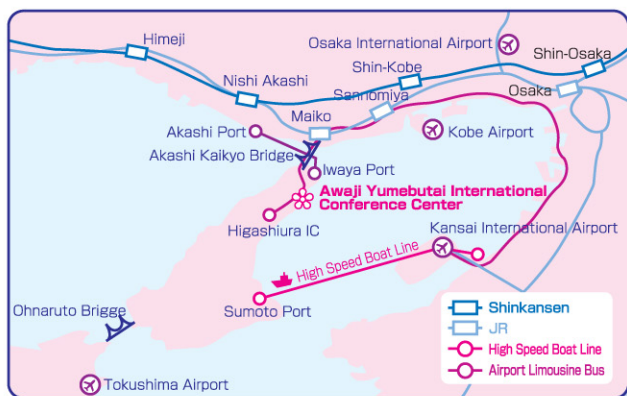 Himeji
Osaka International Airport
Shin-Osaka
Nishi Akashi
Shin-Kobe
Sannomiya
Osaka
Maiko
Akashi Port
Kobe Airport
Akashi Kaikyo Bridge
Iwaya Port
Awaji Yumebutai International
Conference Center
Higashiura IC
Kansai International Airport
High Speed Boat Line
Sumoto Port
Ohnaruto Brigge
Tokushima Airport
Shinkansen
JR
High Speed Boat Line
Airport Limousine Bus